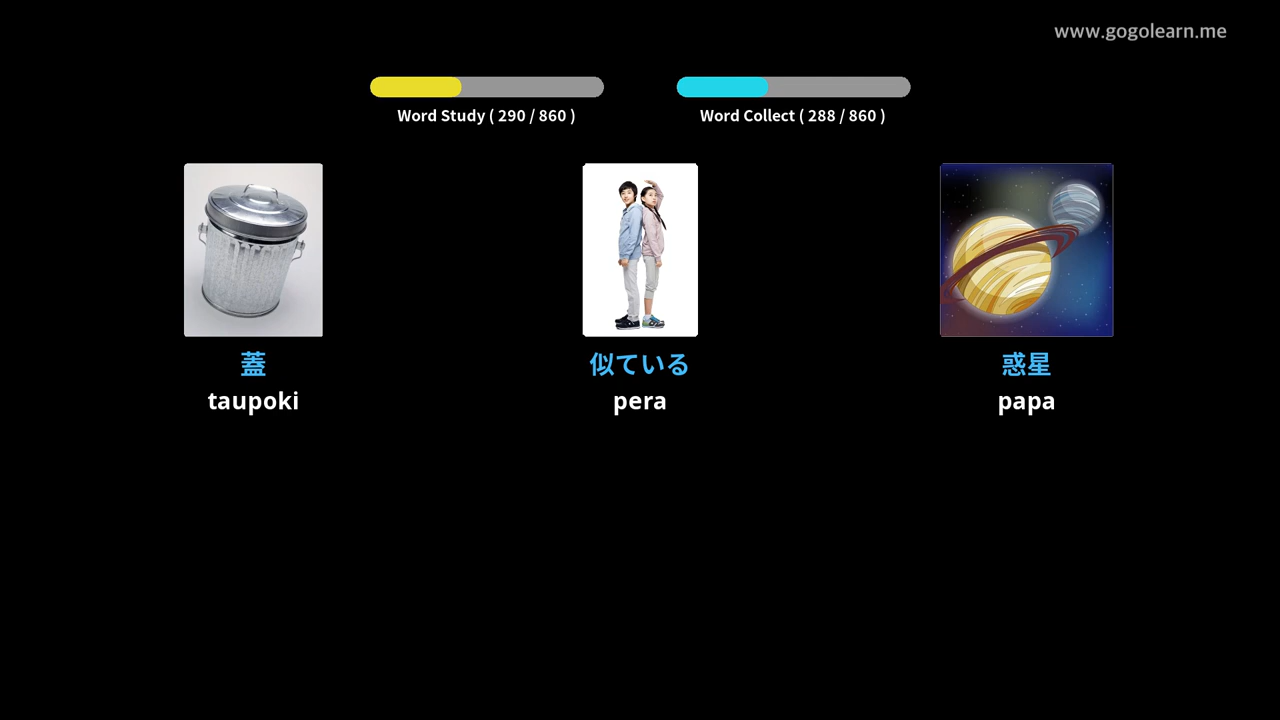 www.gogolearn.me
Word Study ( 290 / 860 )
Word Collect ( 288 / 860 )
蓋
taupoki
似ている
pera
惑星
papa